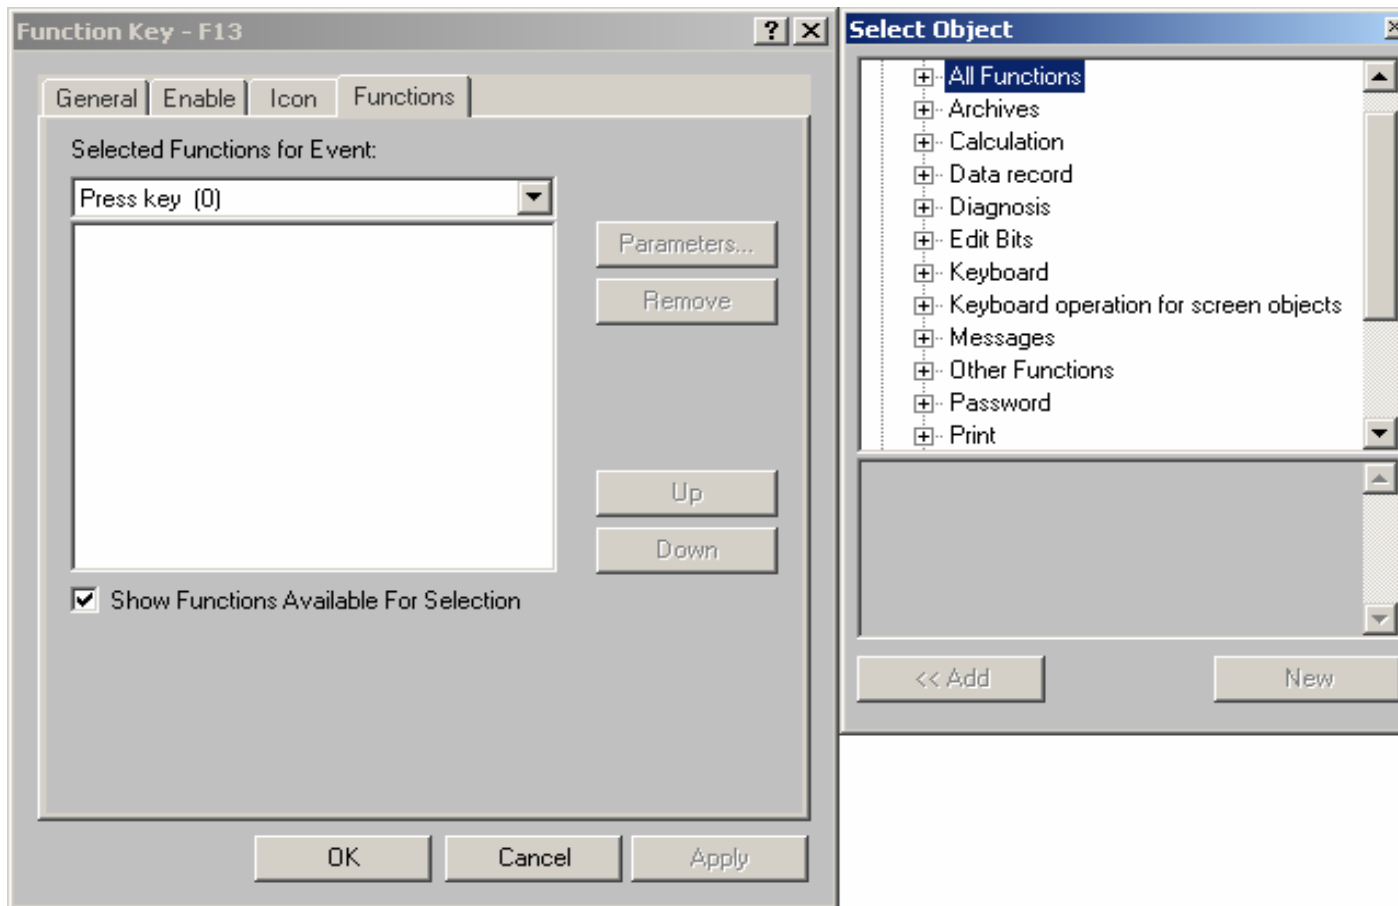 Function Key - F13
General
Enable
Icon
Functions
Selected Functions for Event:
Press key (0)
Parameters...
Remove
Up
Down
Show Functions Available For Selection
OK
Cancel
Apply
Select Object
All Functions
Archives
Calculation
Data record
Diagnosis
Edit Bits
Keyboard
Keyboard operation for screen objects
Messages
Other Functions
Password
Print
<< Add
New